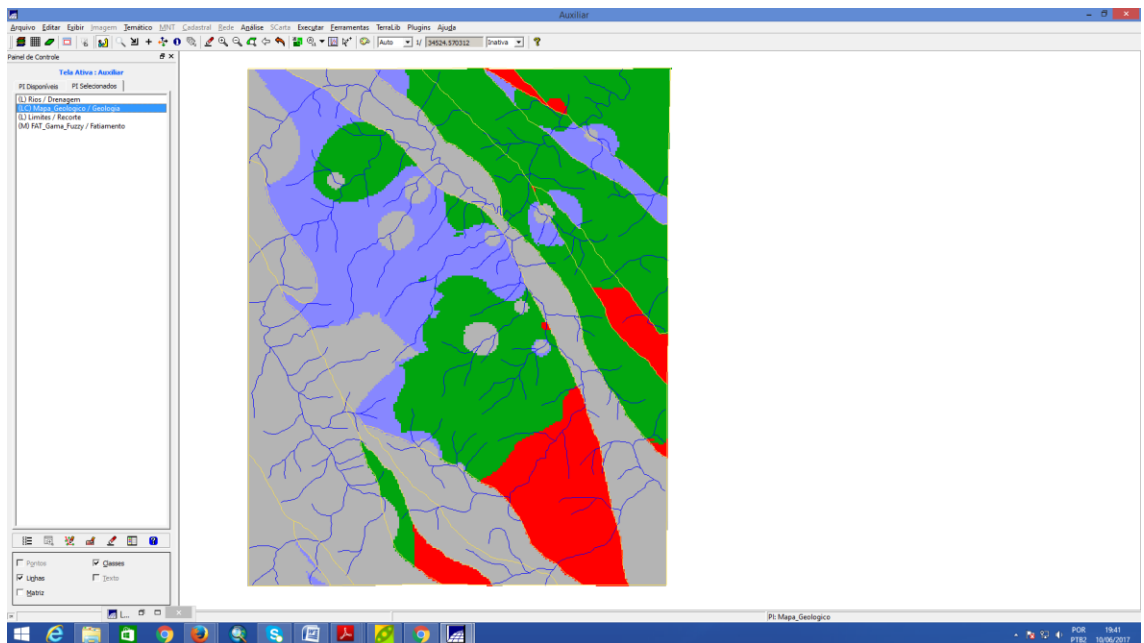 Auxiliar
Arquivo Editar Exibir Imagem Temático MNT Cadastral Rede Análise SCarta Executar Ferramentas TerraLib Plugins Ajuda
Auto 1/ 34524.570312 Inativa
Painel de Controle
Tela Ativa : Auxiliar
PI Disponíveis PI Selecionados
(L) Rios / Drenagem
(LC) Mapa_Geologico / Geologia
(L) Limites / Recorte
(M) FAT_Gama_Fuzzy / Fatiamento
Pontos Classes
Linhas Texto
Matriz
L...
PI: Mapa_Geologico
POR 19:41
PTB2 10/06/2017